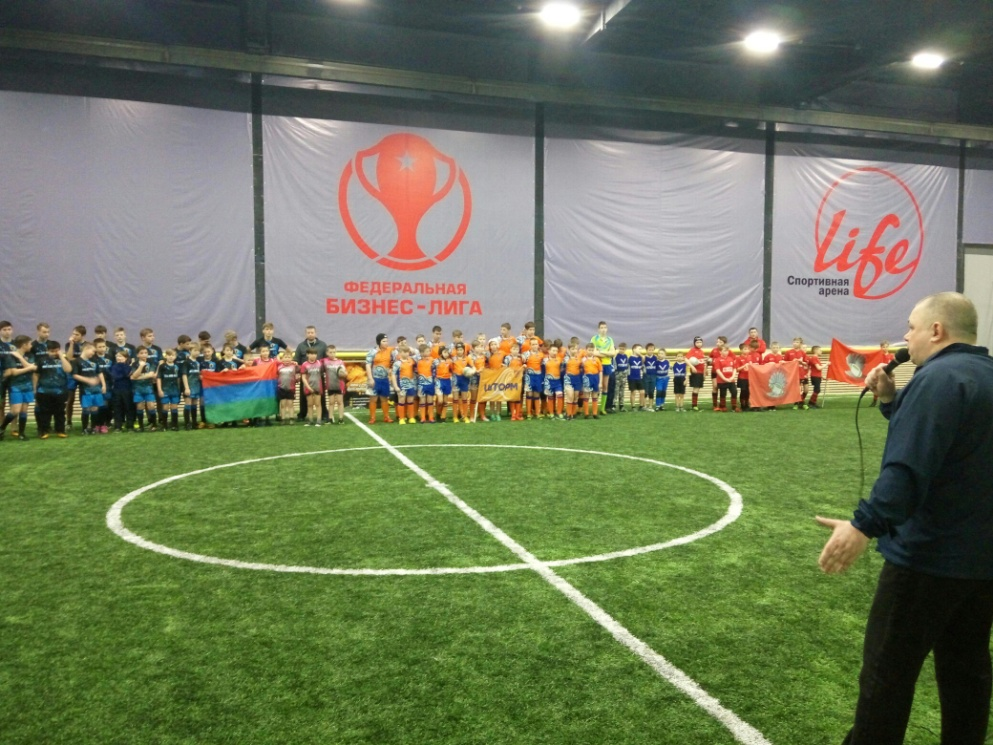 ФЕДЕРАЛЬНАЯ
БИЗНЕС-ЛИГА
Life
Спортивная
арена
ШТОРМ